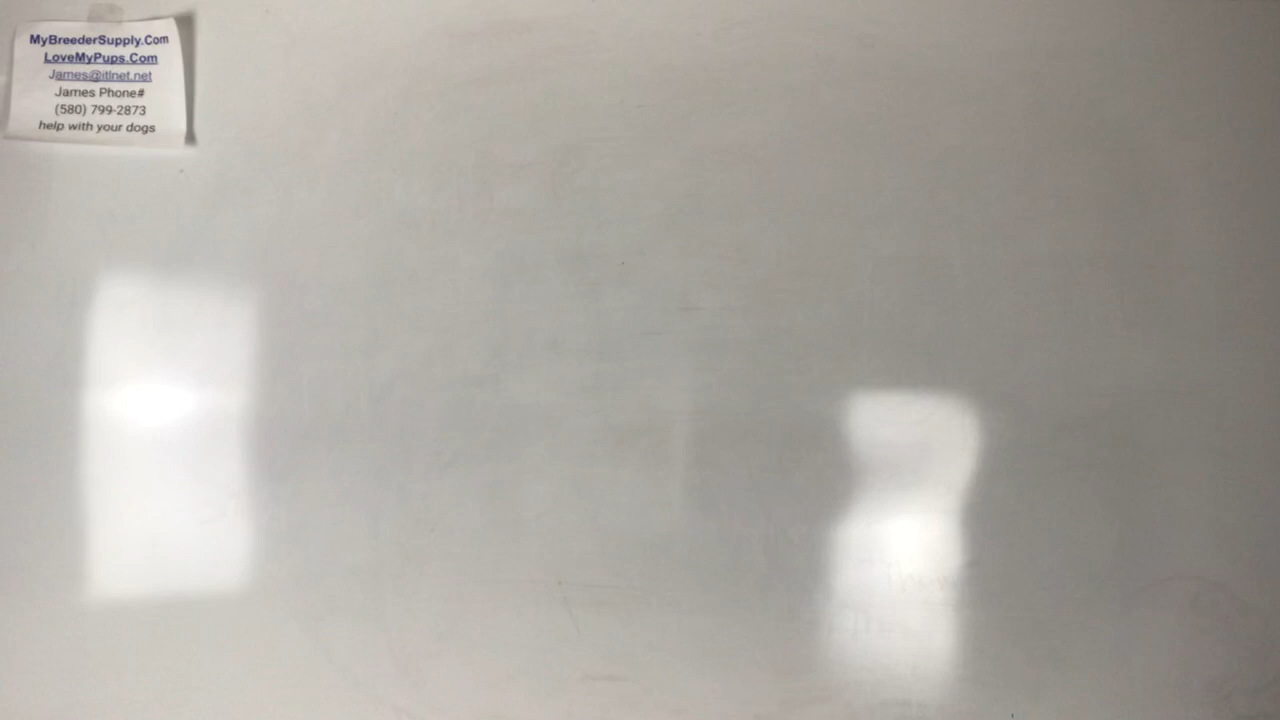 MyBreederSupply.Com
LoveMyPups.Com
James@itlnet.net
James Phone#
(580) 799-2873
help with your dogs